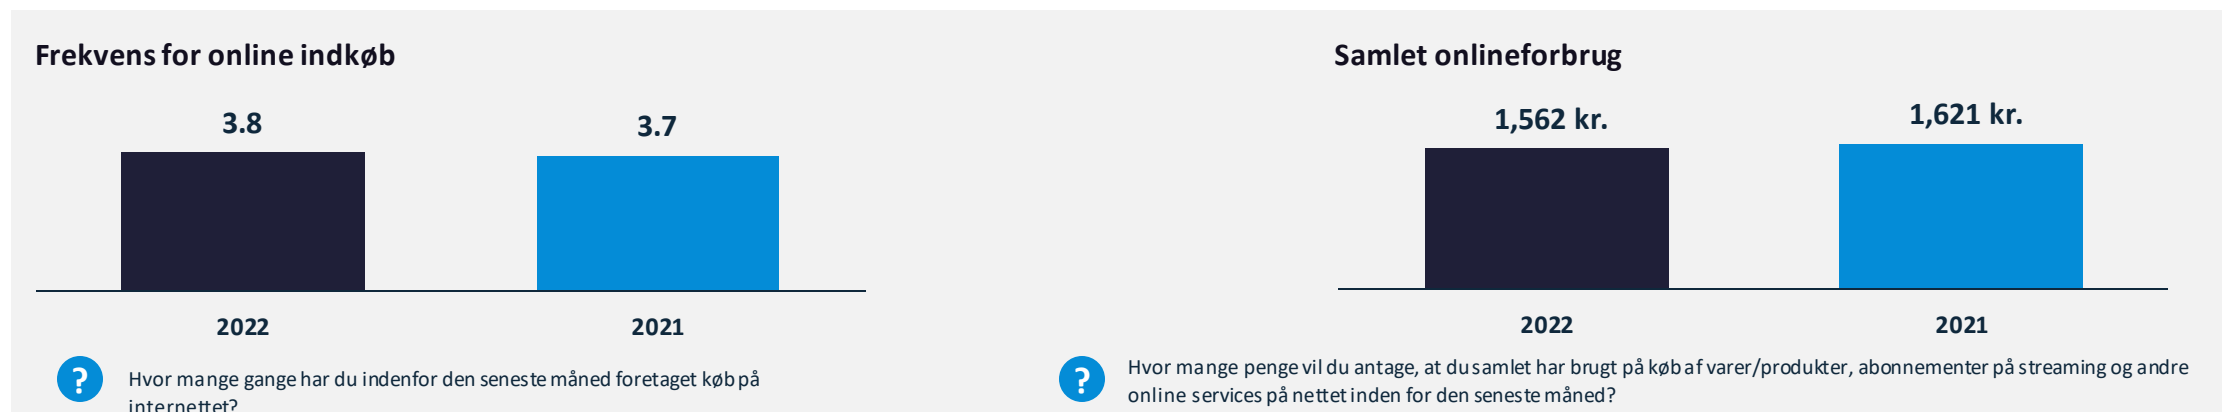 Frekvens for online indkøb
3.8
3.7
2022
2021
? Hvor mange gange har du indenfor den seneste måned foretaget køb på
internettet?
Samlet onlineforbrug
1,562 kr.
1,621 kr.
2022
2021
? Hvor mange penge vil du antage, at du samlet har brugt på køb af varer/produkter, abonnementer på streaming og andre
online services på nettet inden for den seneste måned?